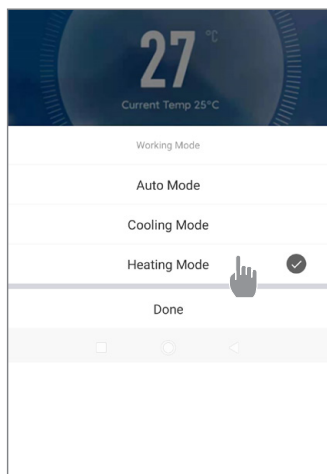 27 °C
Current Temp 25°C
Working Mode
Auto Mode
Cooling Mode
Heating Mode
Done